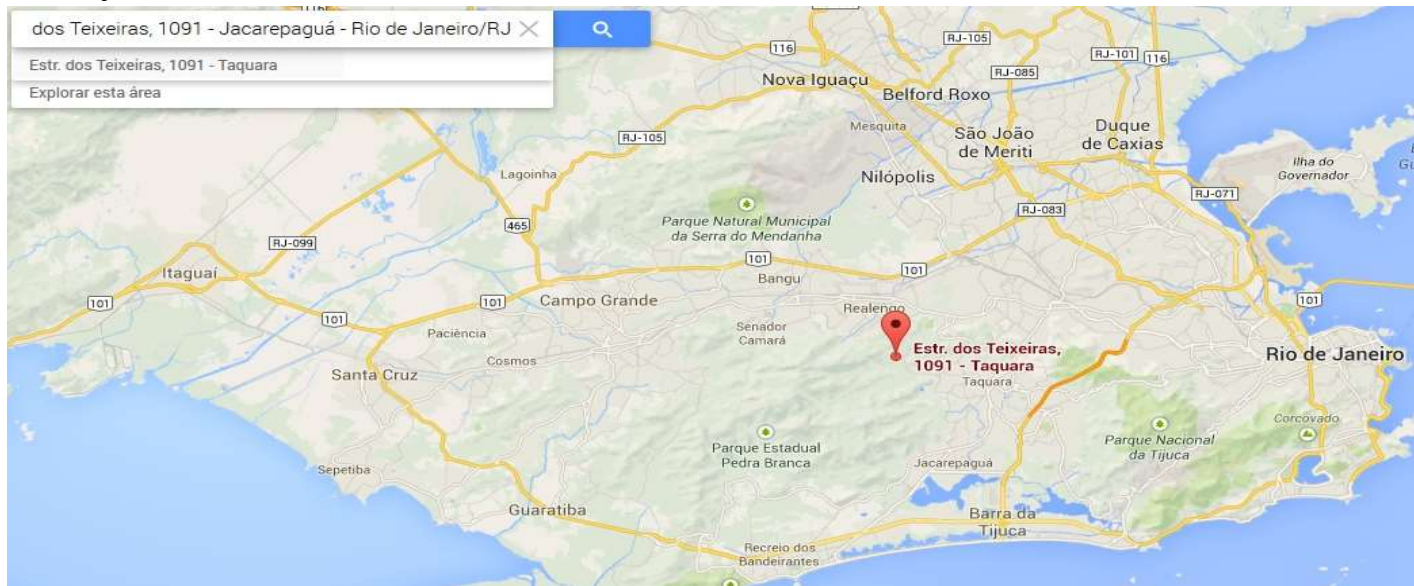 dos Teixeiras, 1091 - Jacarepaguá - Rio de Janeiro/RJ
Estr. dos Teixeiras, 1091 - Taquara
Explorar esta área
116
RJ-105
RJ-101
116
Nova Iguaçu
RJ-085
Belford Roxo
Mesquita
São João
de Meriti
Duque
de Caxias
RJ-105
Ilha do
Governador
Lagoinha
Nilópolis
RJ-071
Parque Natural Municipal
da Serra do Mendanha
RJ-083
465
RJ-099
Itaguaí
101
Bangu
101
101
101
101
Campo Grande
101
Realengo
Paciência
Senador
Camará
Cosmos
Estr. dos Teixeiras,
1091 - Taquara
Taquara
Rio de Janeiro
Santa Cruz
Corcovado
Parque Nacional
da Tijuca
Parque Estadual
Pedra Branca
Sepetiba
Jacarepaguá
Guaratiba
Barra da
Tijuca
Recreio dos
Bandeirantes